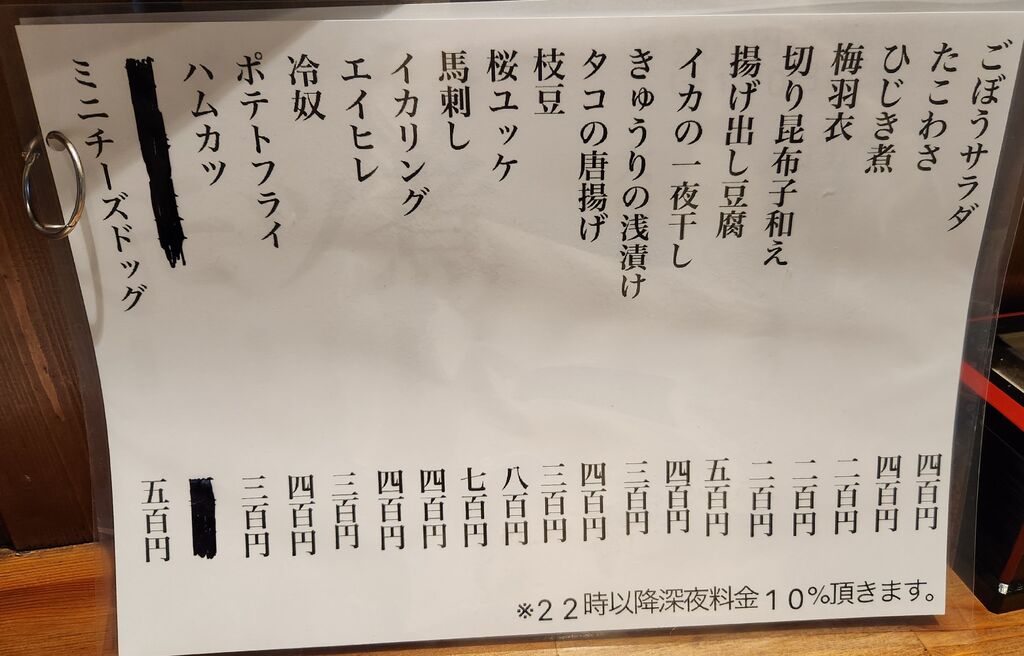 ごぼうサラダ 四百円
たこわさ 四百円
ひじき煮 二百円
梅羽衣 二百円
切り昆布子和え 二百円
揚げ出し豆腐 五百円
イカの一夜干し 四百円
きゅうりの浅漬け 三百円
タコの唐揚げ 四百円
枝豆 三百円
桜ユッケ 八百円
馬刺し 七百円
イカリング 四百円
エイヒレ 四百円
冷奴 三百円
ポテトフライ 四百円
ハムカツ 三百円
ミニチーズドッグ 五百円
※22時以降深夜料金10%頂きます。